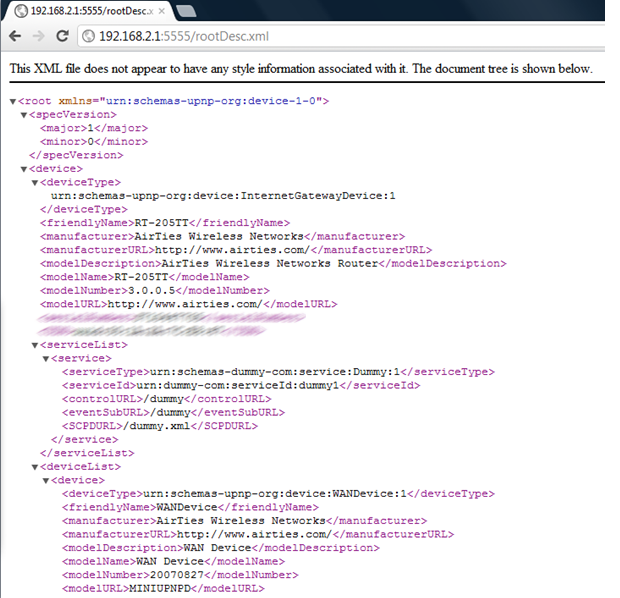 rootDesc.x
192.168.2.1:5555/rootDesc.xml
This XML file does not appear to have any style information associated with it. The document tree is shown below.
▼<root xmlns="urn:schemas-upnp-org:device-1-0">
▼<specVersion>
<major>1</major>
<minor>0</minor>
</specVersion>
▼<device>
▼<deviceType>
urn:schemas-upnp-org:device:InternetGatewayDevice:1
</deviceType>
<friendlyName>RT-205TT</friendlyName>
<manufacturer>AirTies Wireless Networks</manufacturer>
<manufacturerURL>http://www.airties.com/</manufacturerURL>
<modelDescription>AirTies Wireless Networks Router</modelDescription>
<modelName>RT-205TT</modelName>
<modelNumber>3.0.0.5</modelNumber>
<modelURL>http://www.airties.com/</modelURL>
▼<serviceList>
▼<service>
<serviceType>urn:schemas-dummy-com:service:Dummy:1</serviceType>
<serviceId>urn:dummy-com:serviceId:dummy1</serviceId>
<controlURL>/dummy</controlURL>
<eventSubURL>/dummy</eventSubURL>
<SCPDURL>/dummy.xml</SCPDURL>
</service>
</serviceList>
▼<deviceList>
▼<device>
<deviceType>urn:schemas-upnp-org:device:WANDevice:1</deviceType>
<friendlyName>WANDevice</friendlyName>
<manufacturer>AirTies Wireless Networks</manufacturer>
<manufacturerURL>http://www.airties.com/</manufacturerURL>
<modelDescription>WAN Device</modelDescription>
<modelName>WAN Device</modelName>
<modelNumber>20070827</modelNumber>
<modelURL>MINIUPNPD</modelURL>